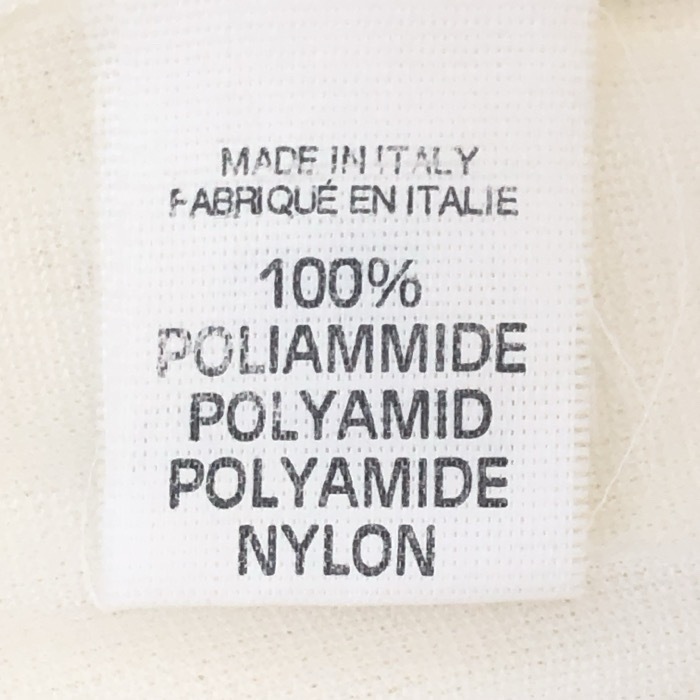 MADE IN ITALY
FABRIQUÉ EN ITALIE
100%
POLIAMMIDE
POLYAMID
POLYAMIDE
NYLON